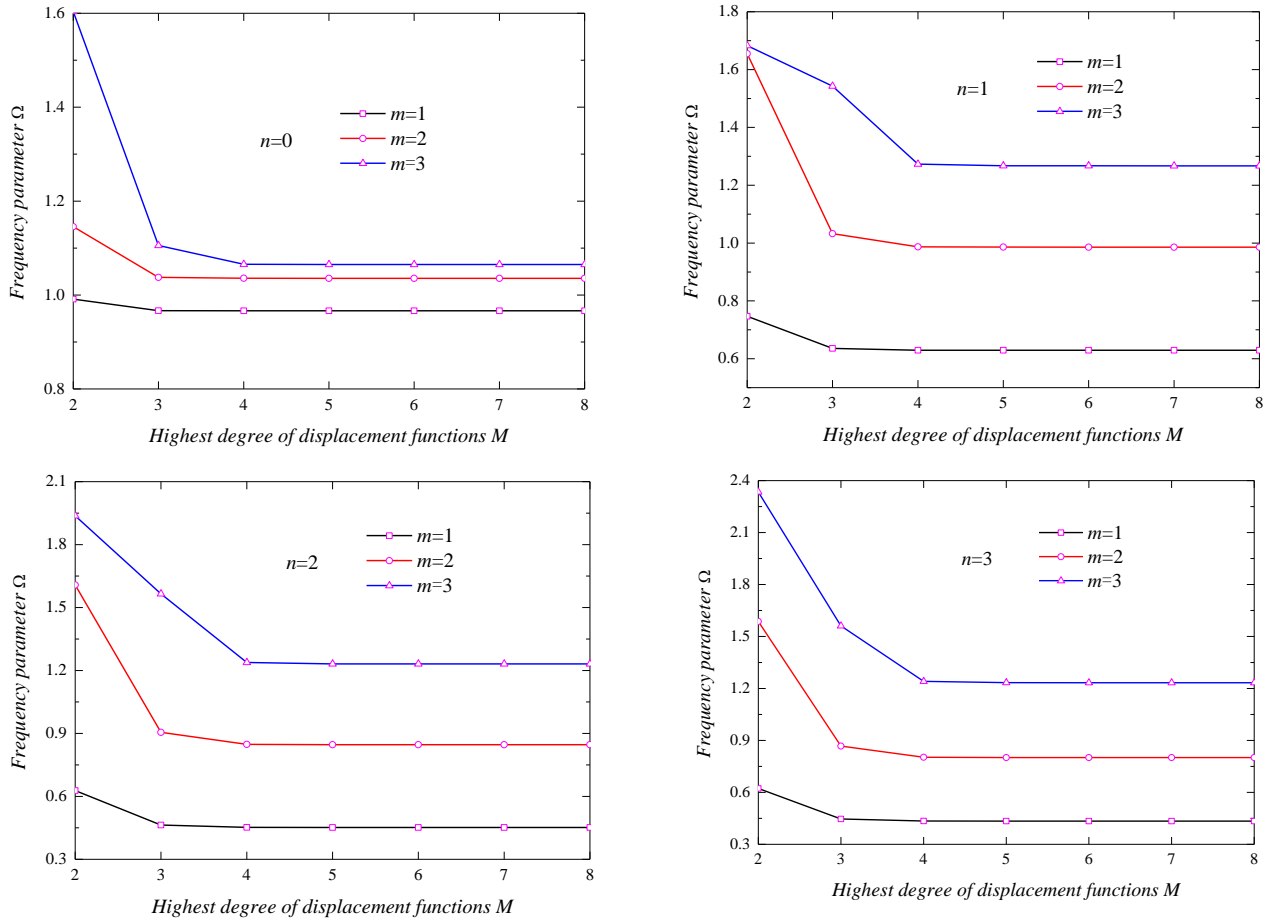 1.6
1.4
1.2
1.0
0.8
Frequency parameter Ω
n=0
m=1
m=2
m=3
2 3 4 5 6 7 8
Highest degree of displacement functions M
2.0
1.8
1.6
1.4
1.2
1.0
0.8
0.6
Frequency parameter Ω
n=1
m=1
m=2
m=3
2 3 4 5 6 7 8
Highest degree of displacement functions M
2.1
1.8
1.5
1.2
0.9
0.6
0.3
Frequency parameter Ω
n=2
m=1
m=2
m=3
2 3 4 5 6 7 8
Highest degree of displacement functions M
2.4
2.1
1.8
1.5
1.2
0.9
0.6
0.3
Frequency parameter Ω
n=3
m=1
m=2
m=3
2 3 4 5 6 7 8
Highest degree of displacement functions M